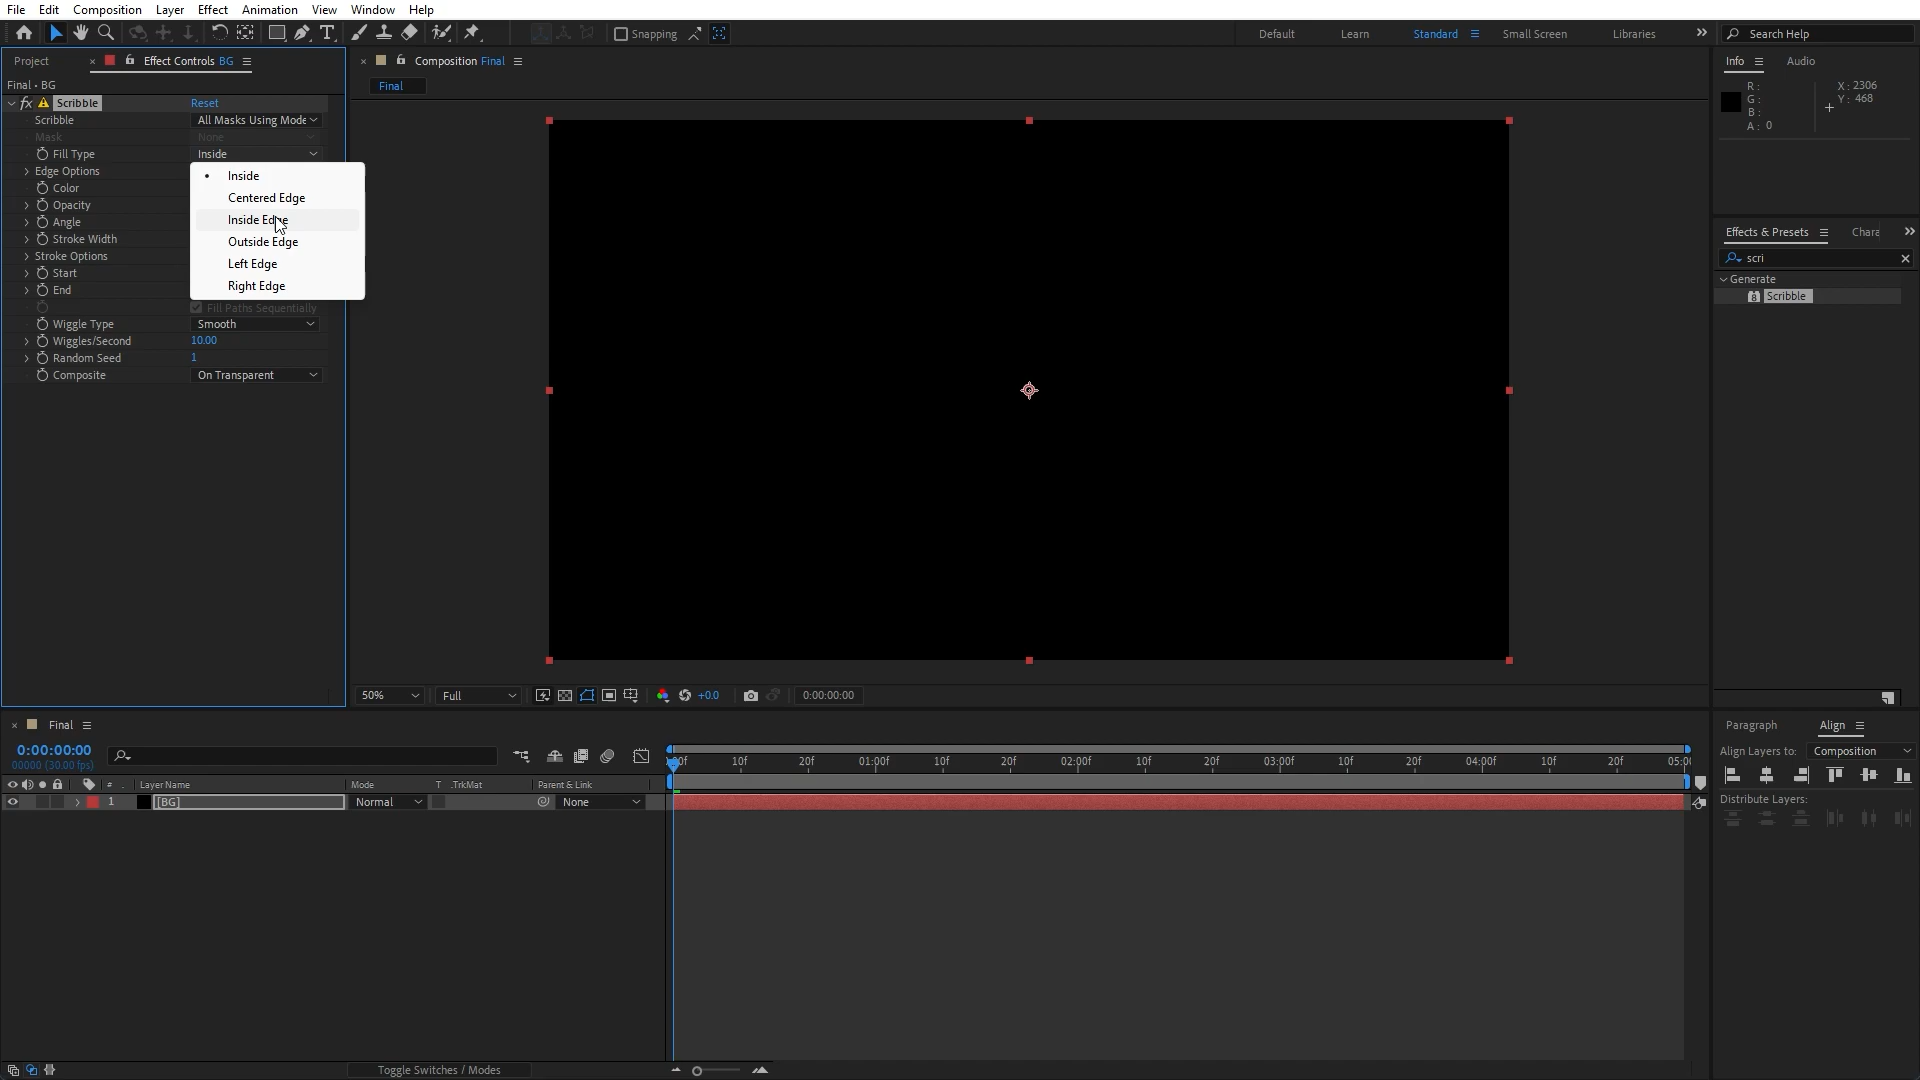 File Edit Composition Layer Effect Animation View Window Help
Snapping
Default Learn Standard Small Screen Libraries
Search Help
Project
Effect Controls BG
Composition Final
Info Audio
Final • BG
Final
R : X : 2306
G : Y : 468
B :
A : 0
fx Scribble Reset
Scribble All Masks Using Mode
Mask None
Fill Type Inside
Edge Options
Color
Opacity
Angle
Stroke Width
Stroke Options
Start
End
Inside
Centered Edge
Inside Edge
Outside Edge
Left Edge
Right Edge
Fill Paths Sequentially
Wiggle Type Smooth
Wiggles/Second 10.00
Random Seed 1
Composite On Transparent
Effects & Presets Chara
scri
Generate
8 Scribble
50% Full +0.0 0:00:00:00
Final
0:00:00:00
00000 (30.00 fps)
# Layer Name Mode T .TrkMat Parent & Link
1 [BG] Normal None
10f 20f 01:00f 10f 20f 02:00f 10f 20f 03:00f 10f 20f 04:00f 10f 20f 05:0
Paragraph Align
Align Layers to: Composition
Distribute Layers:
Toggle Switches / Modes